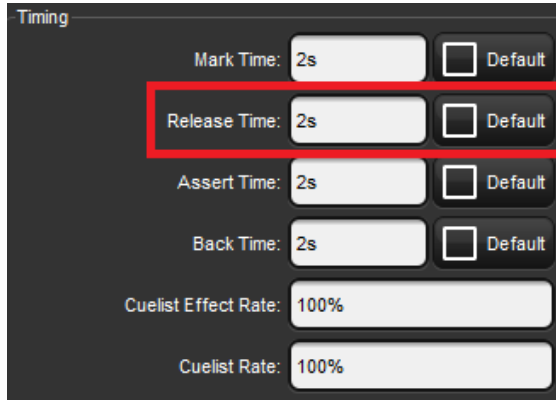 Timing
Mark Time: 2s Default
Release Time: 2s Default
Assert Time: 2s Default
Back Time: 2s Default
Cuelist Effect Rate: 100%
Cuelist Rate: 100%